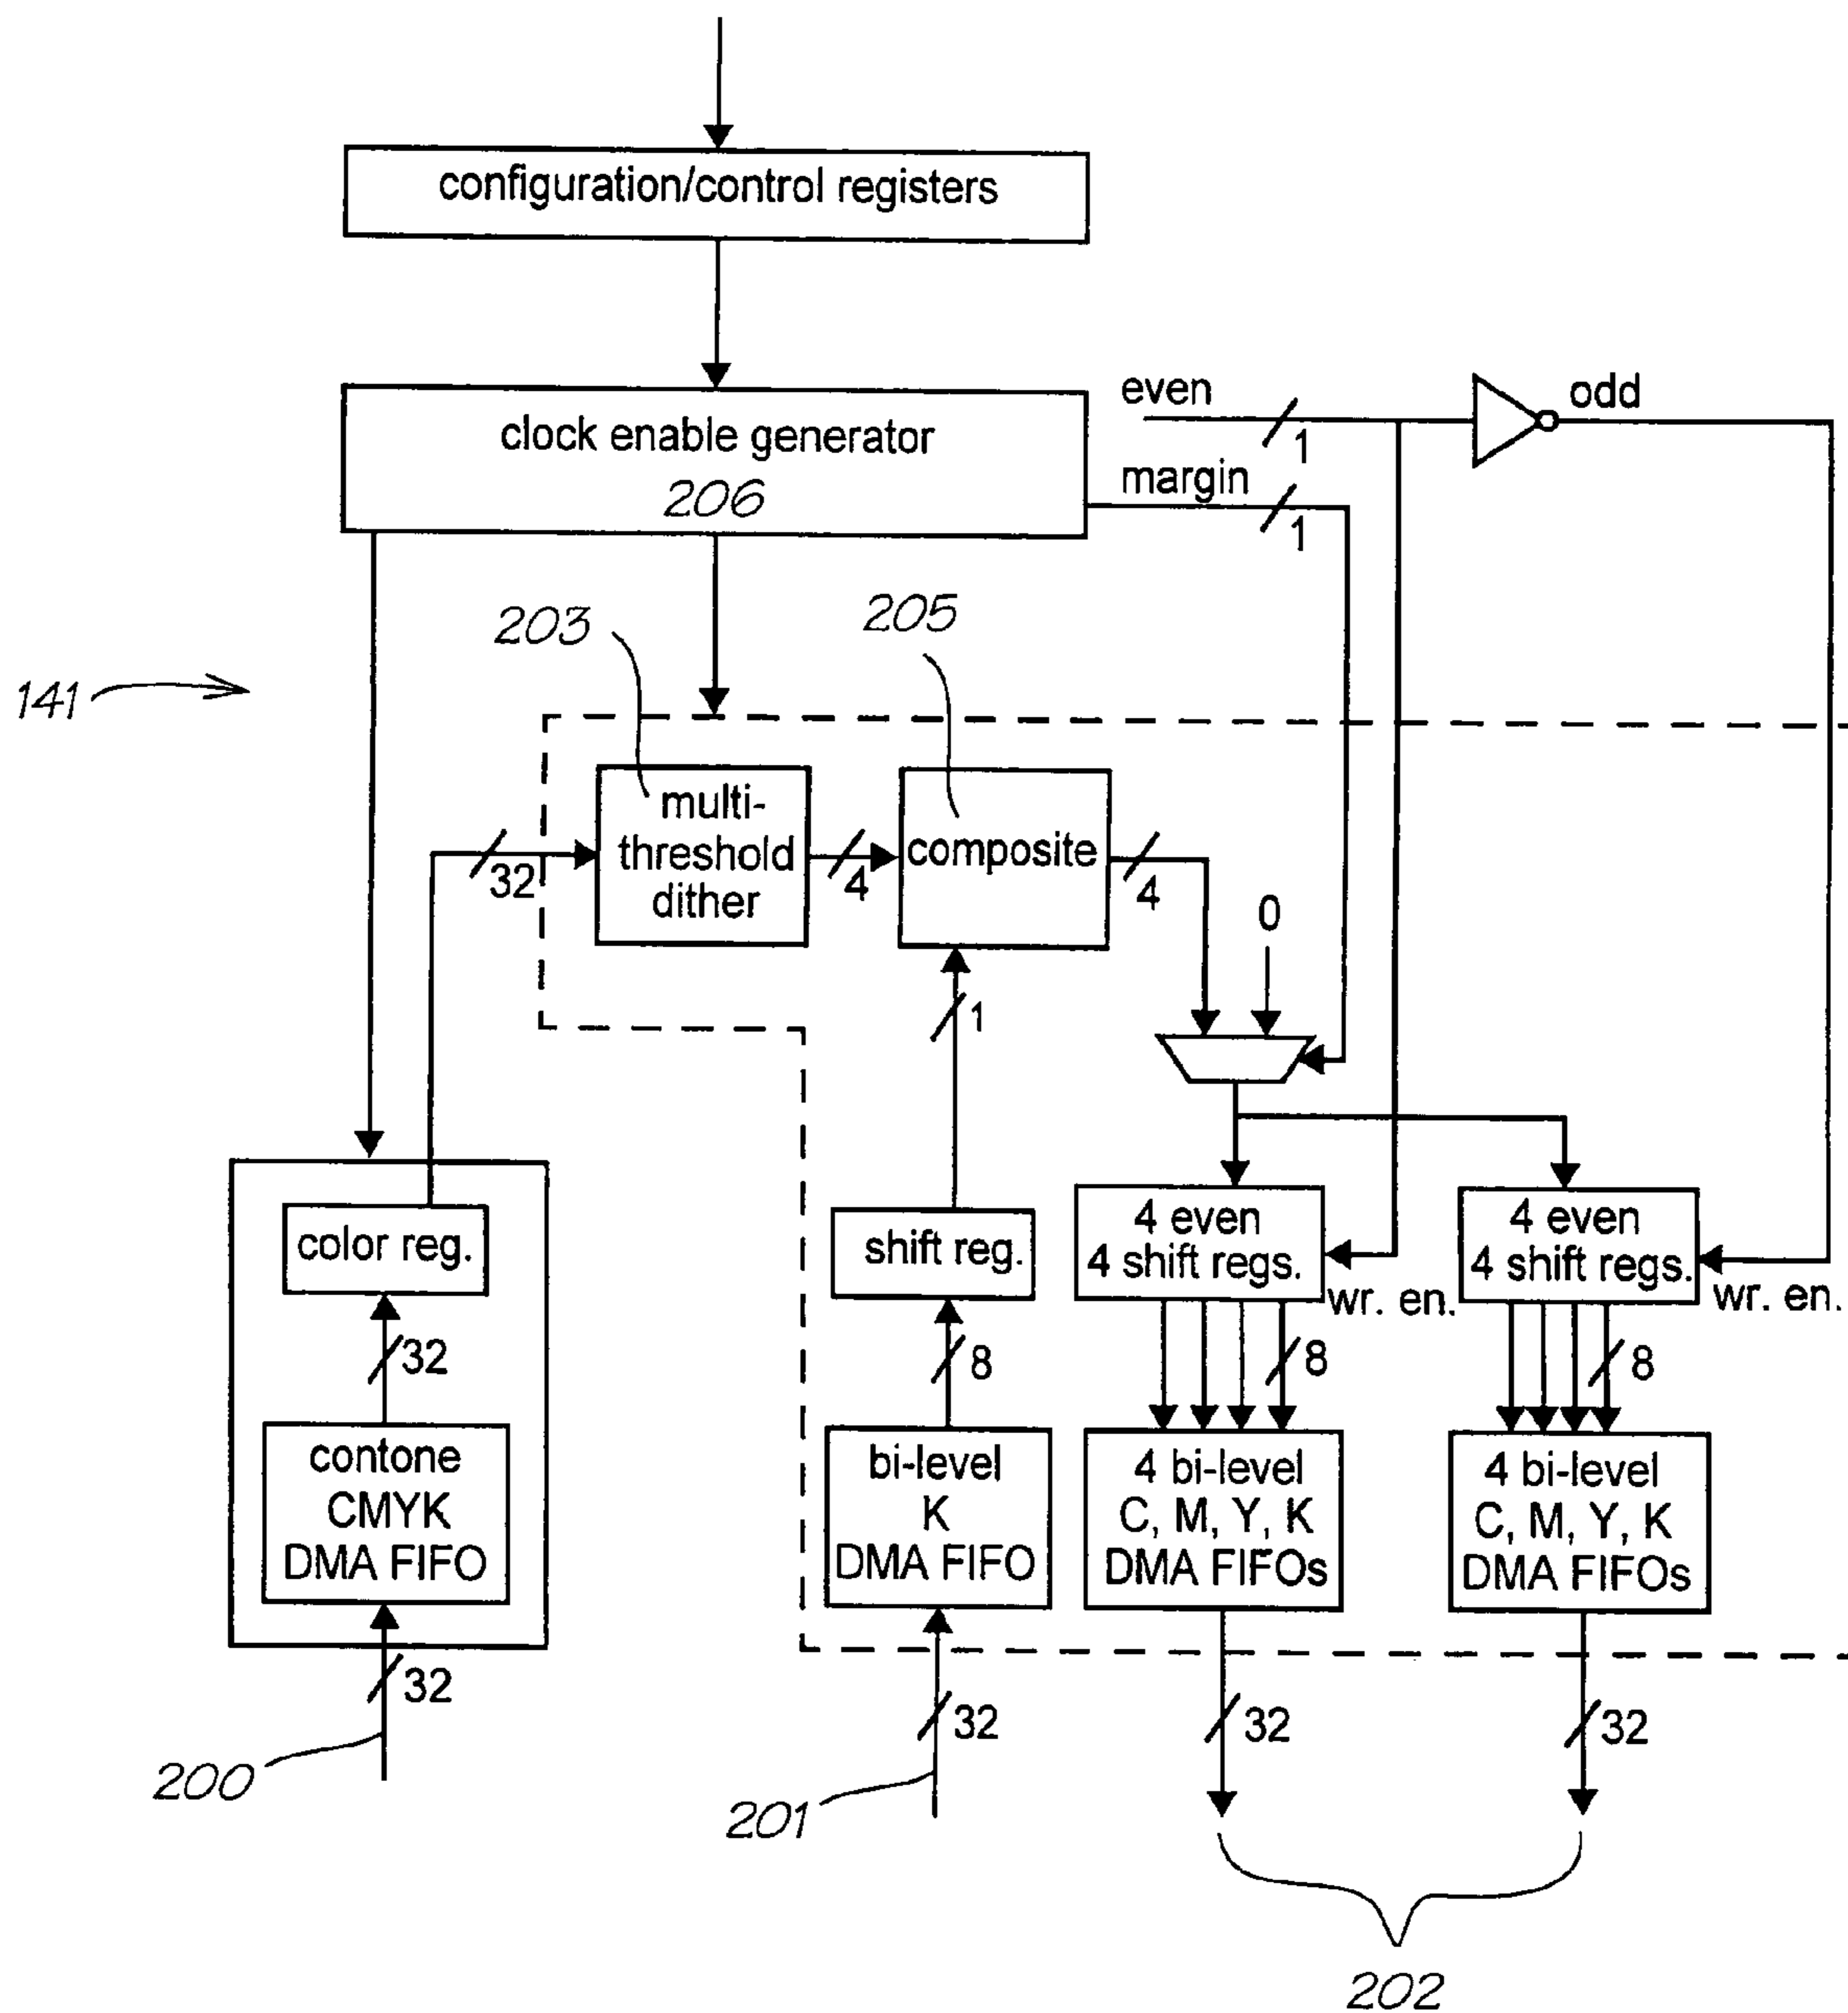 configuration/control registers
clock enable generator
206
even
1
odd
margin
1
203
205
141
multi-
threshold
dither
32
4
composite
4
0
1
color reg.
shift reg.
4 even
4 shift regs.
wr. en.
4 even
4 shift regs.
wr. en.
32
8
8
8
contone
CMYK
DMA FIFO
bi-level
K
DMA FIFO
4 bi-level
C, M, Y, K
DMA FIFOs
4 bi-level
C, M, Y, K
DMA FIFOs
32
32
32
32
200
201
202